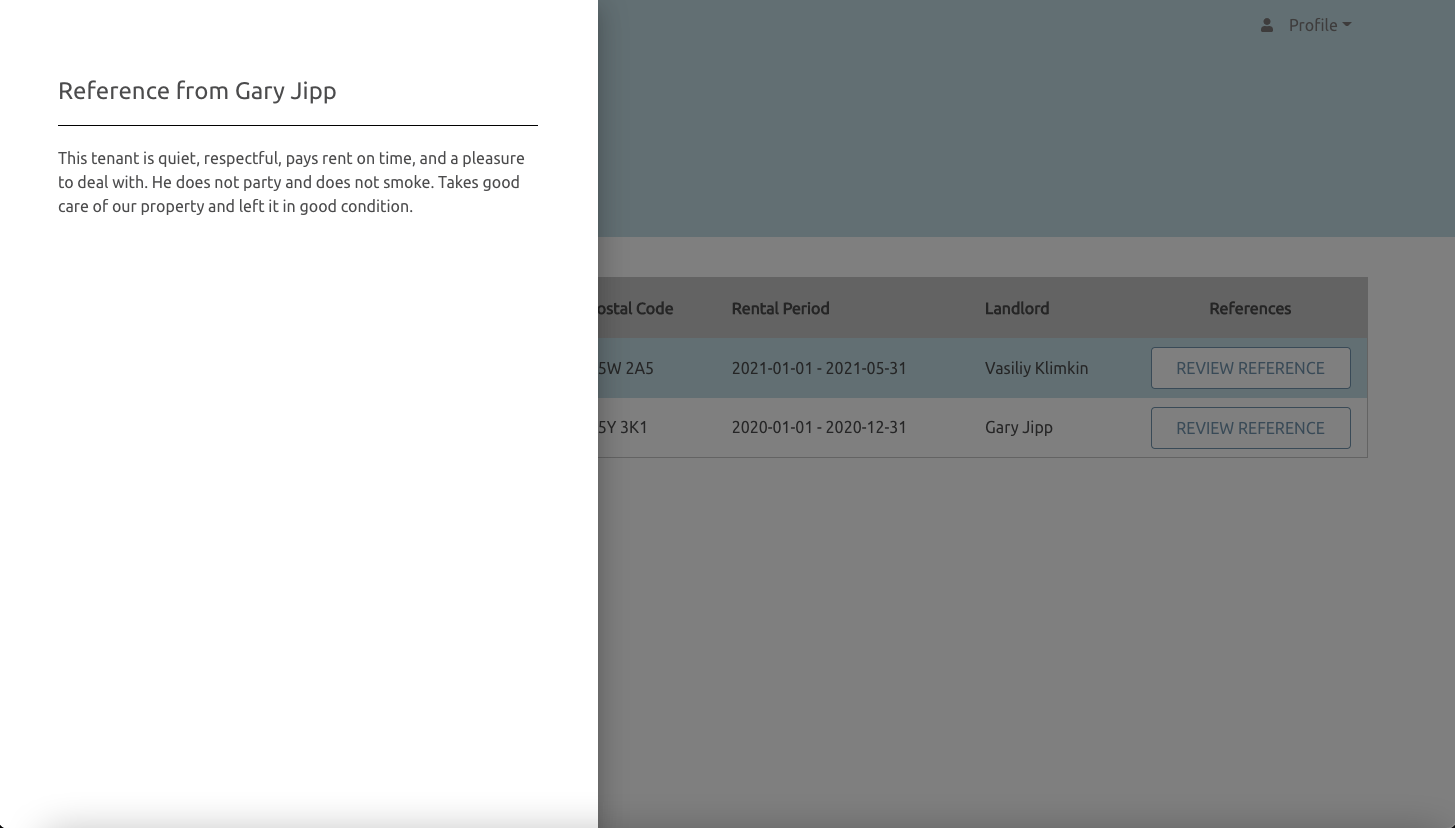 Profile
Reference from Gary Jipp
This tenant is quiet, respectful, pays rent on time, and a pleasure
to deal with. He does not party and does not smoke. Takes good
care of our property and left it in good condition.
ostal Code Rental Period Landlord References
5W 2A5 2021-01-01 - 2021-05-31 Vasiliy Klimkin REVIEW REFERENCE
5Y 3K1 2020-01-01 - 2020-12-31 Gary Jipp REVIEW REFERENCE